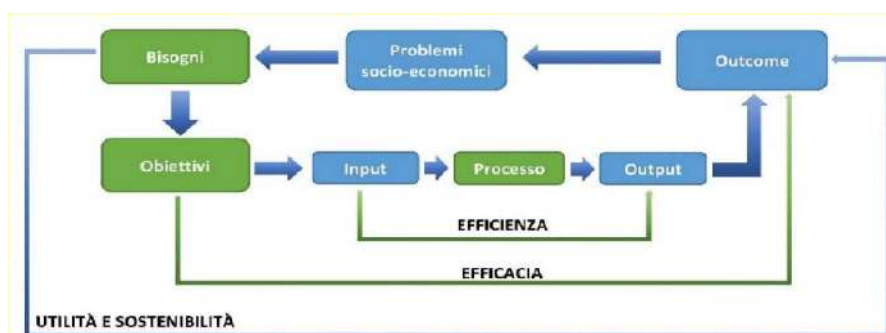 Bisogni
Problemi
socio-economici
Outcome
Obiettivi
Input
Processo
Output
EFFICIENZA
EFFICACIA
UTILITÀ E SOSTENIBILITÀ